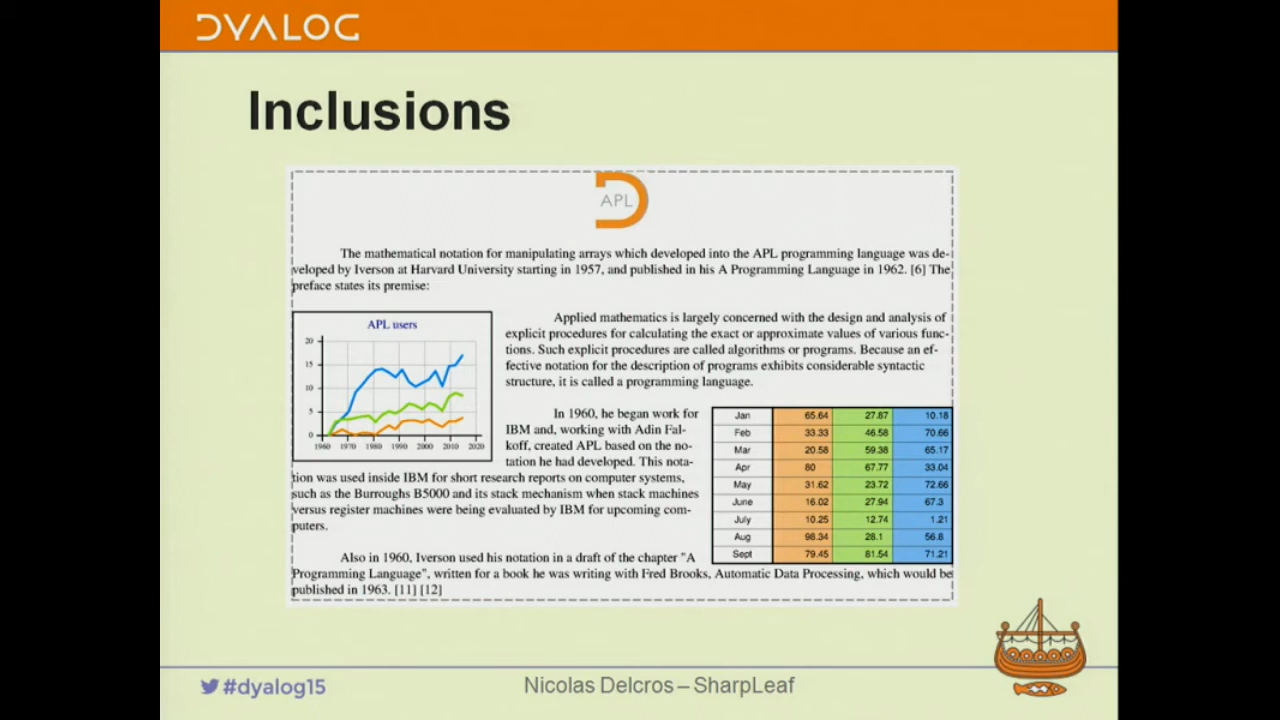 DYALOG
Inclusions
APL
The mathematical notation for manipulating arrays which developed into the APL programming language was de-
veloped by Iverson at Harvard University starting in 1957, and published in his A Programming Language in 1962. [6] The
preface states its premise:
APL users
20
15
10
5
0
1960 1970 1980 1990 2000 2010 2020
Applied mathematics is largely concerned with the design and analysis of
explicit procedures for calculating the exact or approximate values of various func-
tions. Such explicit procedures are called algorithms or programs. Because an ef-
fective notation for the description of programs exhibits considerable syntactic
structure, it is called a programming language.
In 1960, he began work for
IBM and, working with Adin Fal-
koff, created APL based on the no-
tation he had developed. This nota-
tion was used inside IBM for short research reports on computer systems,
such as the Burroughs B5000 and its stack mechanism when stack machines
versus register machines were being evaluated by IBM for upcoming com-
puters.
Jan 65.64 27.87 10.18
Feb 33.33 46.58 70.66
Mar 20.58 59.38 65.17
Apr 80 67.77 33.04
May 31.62 23.72 72.66
June 16.02 27.94 67.3
July 10.25 12.74 1.21
Aug 98.34 28.1 56.8
Sept 79.45 81.54 71.21
Also in 1960, Iverson used his notation in a draft of the chapter "A
Programming Language", written for a book he was writing with Fred Brooks, Automatic Data Processing, which would be
published in 1963. [11] [12]
#dyalog15
Nicolas Delcros – SharpLeaf